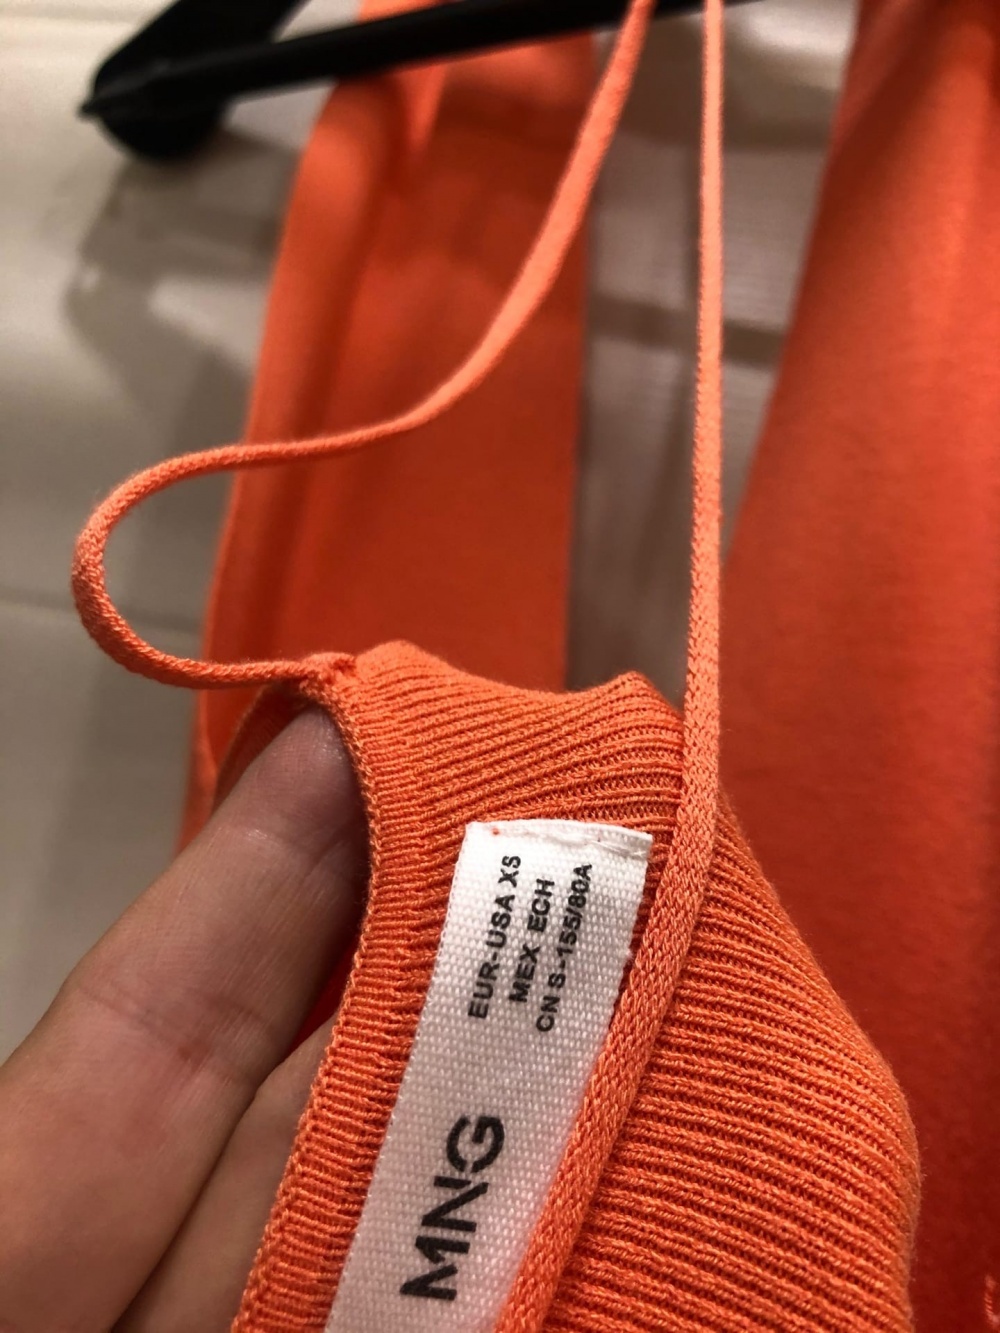 EUR-USA XS
MEX ECH
CN S-155/80A
MNG